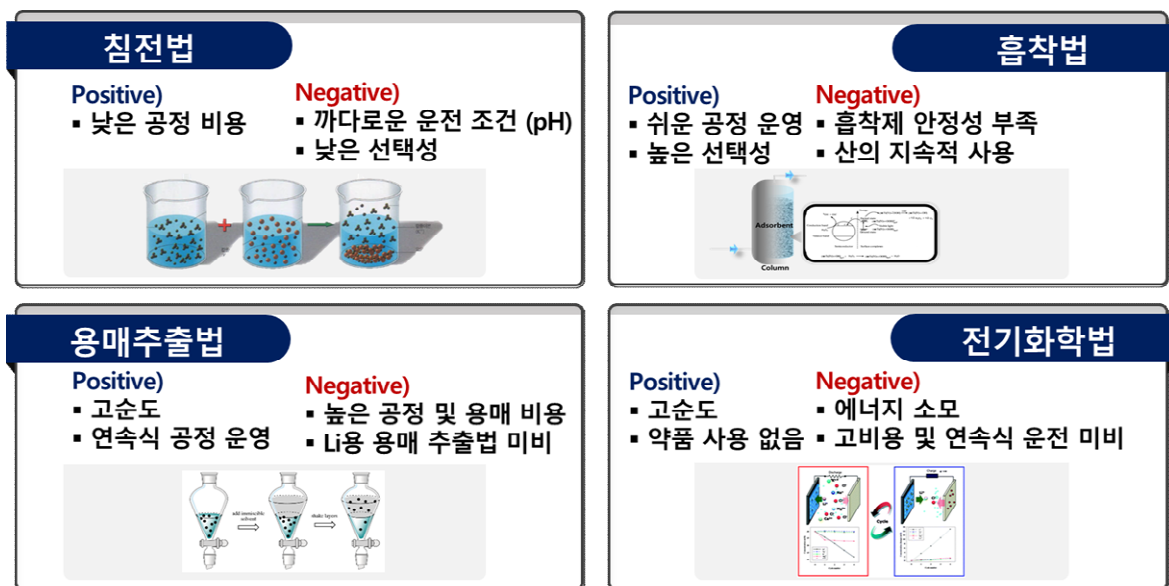 침전법
Positive)
▪ 낮은 공정 비용
Negative)
▪ 까다로운 운전 조건 (pH)
▪ 낮은 선택성
흡착법
Positive)
▪ 쉬운 공정 운영
▪ 높은 선택성
Negative)
▪ 흡착제 안정성 부족
▪ 산의 지속적 사용
Adsorbent
Column
용매추출법
Positive)
▪ 고순도
▪ 연속식 공정 운영
Negative)
▪ 높은 공정 및 용매 비용
▪ Li용 용매 추출법 미비
add immiscible
solvent
shake layers
전기화학법
Positive)
▪ 고순도
▪ 약품 사용 없음
Negative)
▪ 에너지 소모
▪ 고비용 및 연속식 운전 미비
Discharge
Charge
Cycle